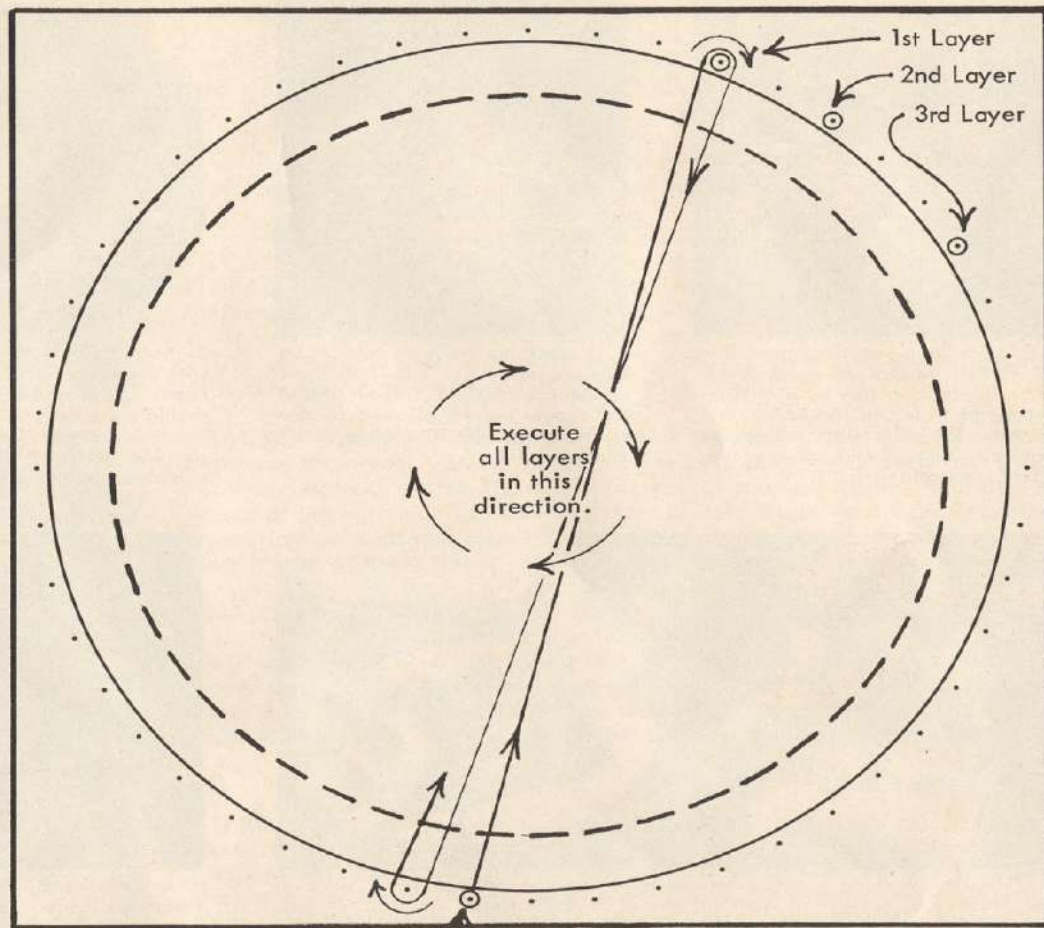 1st Layer
2nd Layer
3rd Layer
Execute
all layers
in this
direction.